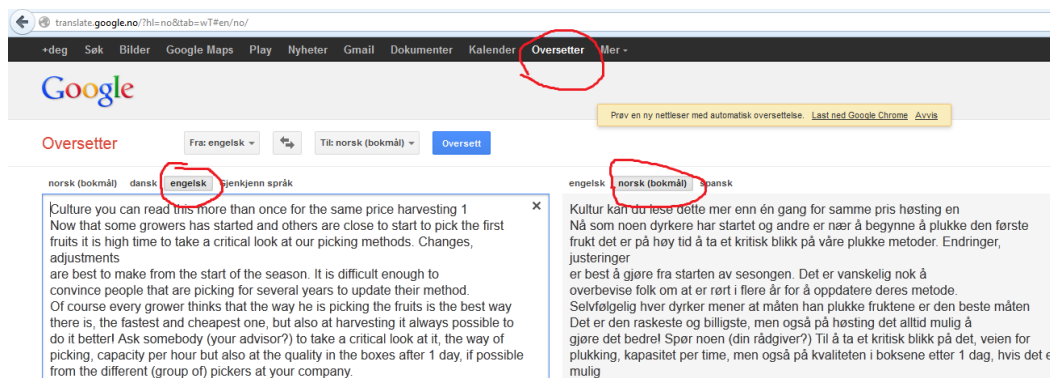 translate.google.no/?hl=no&tab=wT#en/no/
+deg Søk Bilder Google Maps Play Nyheter Gmail Dokumenter Kalender Oversetter Mer
Google
Prøv en ny nettleser med automatisk oversettelse. Last ned Google Chrome Avvis
Oversetter Fra: engelsk Til: norsk (bokmål) Oversett
norsk (bokmål) dansk engelsk Gjenkjenn språk
Culture you can read this more than once for the same price harvesting 1
Now that some growers has started and others are close to start to pick the first
fruits it is high time to take a critical look at our picking methods. Changes,
adjustments
are best to make from the start of the season. It is difficult enough to
convince people that are picking for several years to update their method.
Of course every grower thinks that the way he is picking the fruits is the best way
there is, the fastest and cheapest one, but also at harvesting it always possible to
do it better! Ask somebody (your advisor?) to take a critical look at it, the way of
picking, capacity per hour but also at the quality in the boxes after 1 day, if possible
from the different (group of) pickers at your company.
engelsk norsk (bokmål) spansk
Kultur kan du lese dette mer enn én gang for samme pris høsting en
Nå som noen dyrkere har startet og andre er nær å begynne å plukke den første
frukt det er på høy tid å ta et kritisk blikk på våre plukke metoder. Endringer,
justeringer
er best å gjøre fra starten av sesongen. Det er vanskelig nok å
overbevise folk om at er rørt i flere år for å oppdatere deres metode.
Selvfølgelig hver dyrker mener at måten han plukke fruktene er den beste måten
Det er den raskeste og billigste, men også på høsting det alltid mulig å
gjøre det bedre! Spør noen (din rådgiver?) Til å ta et kritisk blikk på det, veien for
plukking, kapasitet per time, men også på kvaliteten i boksene etter 1 dag, hvis det e
mulig